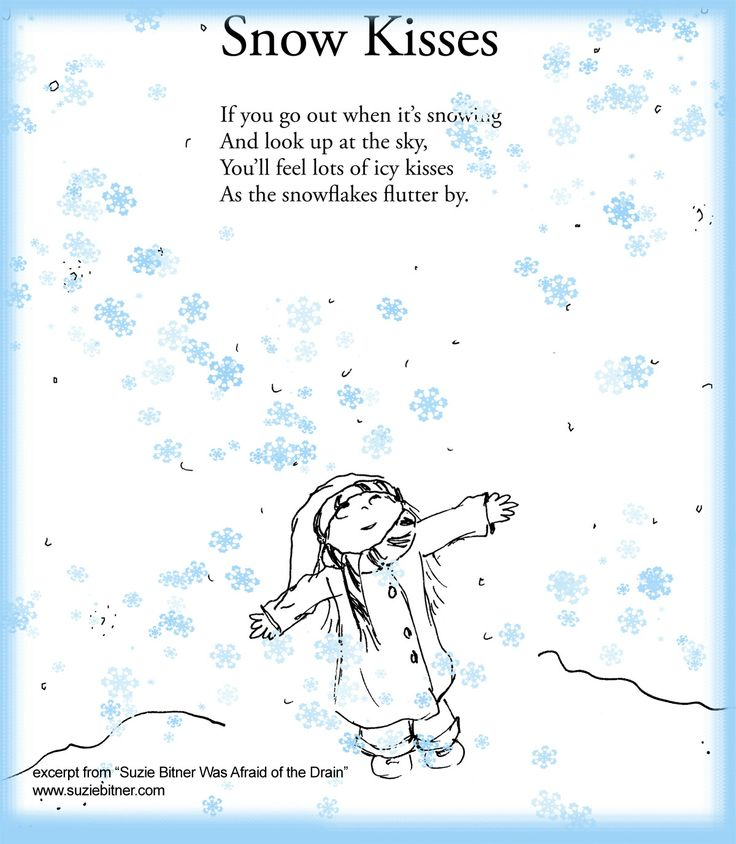 Snow Kisses
If you go out when it's snowing
And look up at the sky,
You'll feel lots of icy kisses
As the snowflakes flutter by.
excerpt from “Suzie Bitner Was Afraid of the Drain”
www.suziebitner.com